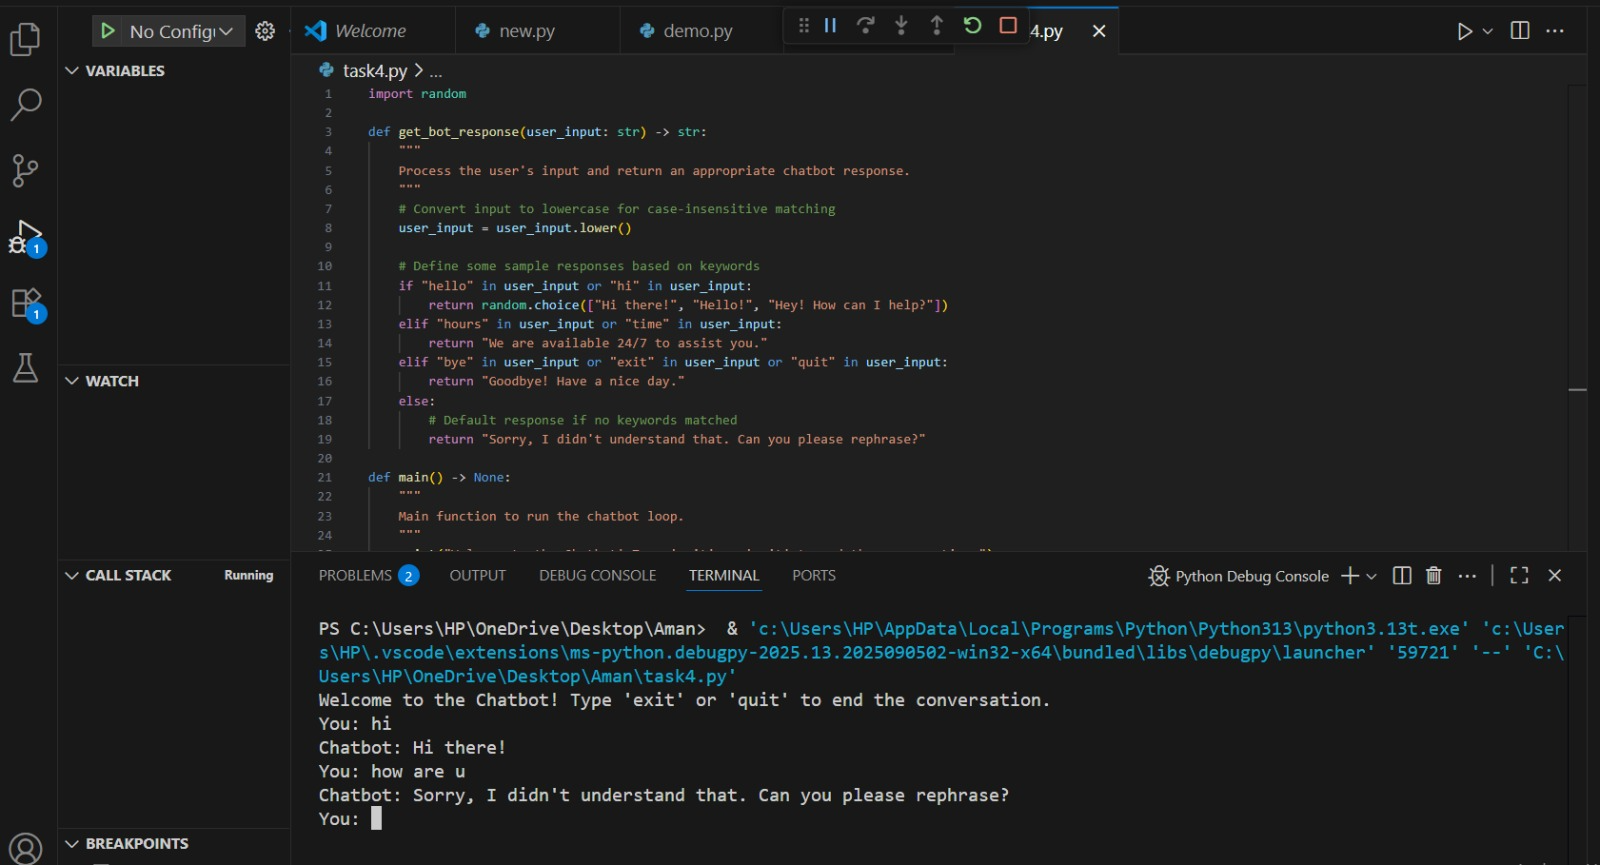 No Config
Welcome
new.py
demo.py
4.py
VARIABLES
task4.py > ...
1 import random
2
3 def get_bot_response(user_input: str) -> str:
4 """
5 Process the user's input and return an appropriate chatbot response.
6 """
7 # Convert input to lowercase for case-insensitive matching
8 user_input = user_input.lower()
9
10 # Define some sample responses based on keywords
11 if "hello" in user_input or "hi" in user_input:
12 return random.choice(["Hi there!", "Hello!", "Hey! How can I help?"])
13 elif "hours" in user_input or "time" in user_input:
14 return "We are available 24/7 to assist you."
15 elif "bye" in user_input or "exit" in user_input or "quit" in user_input:
16 return "Goodbye! Have a nice day."
17 else:
18 # Default response if no keywords matched
19 return "Sorry, I didn't understand that. Can you please rephrase?"
20
21 def main() -> None:
22 """
23 Main function to run the chatbot loop.
24 """
1
1
WATCH
CALL STACK Running
BREAKPOINTS
PROBLEMS 2 OUTPUT DEBUG CONSOLE TERMINAL PORTS
Python Debug Console
PS C:\Users\HP\OneDrive\Desktop\Aman> & 'c:\Users\HP\AppData\Local\Programs\Python\Python313\python3.13t.exe' 'c:\User
s\HP\.vscode\extensions\ms-python.debugpy-2025.13.2025090502-win32-x64\bundled\libs\debugpy\launcher' '59721' '--' 'C:\
Users\HP\OneDrive\Desktop\Aman\task4.py'
Welcome to the Chatbot! Type 'exit' or 'quit' to end the conversation.
You: hi
Chatbot: Hi there!
You: how are u
Chatbot: Sorry, I didn't understand that. Can you please rephrase?
You: